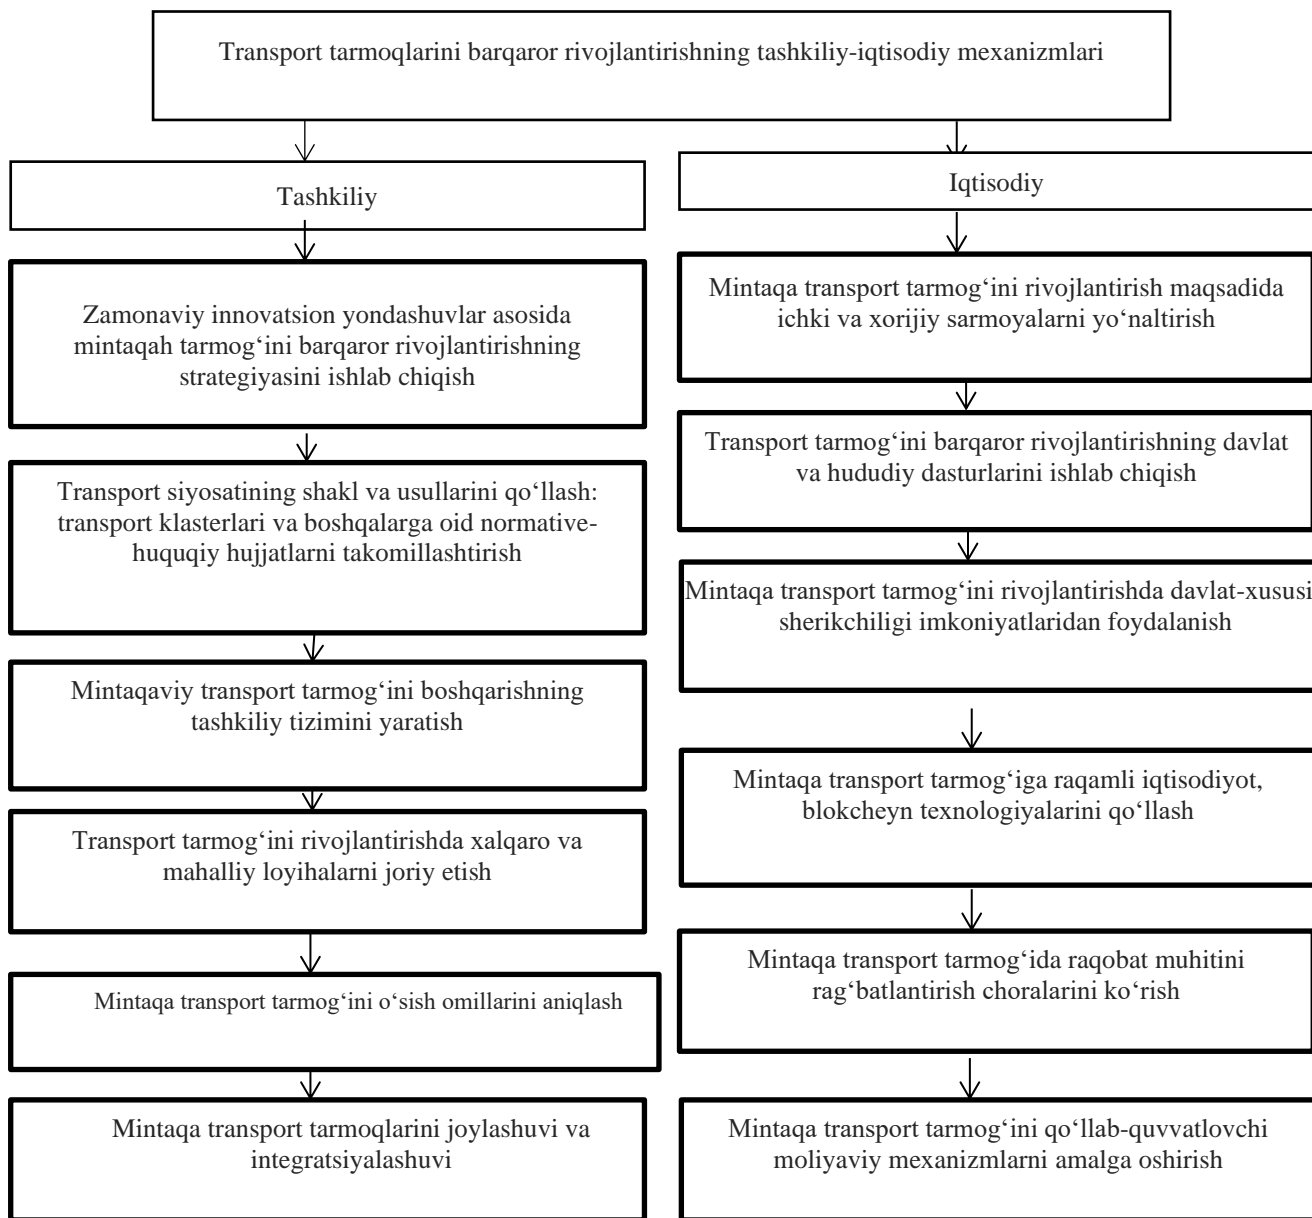 Transport tarmoqlarini barqaror rivojlantirishning tashkiliy-iqtisodiy mexanizmlari
Tashkiliy
Zamonaviy innovatsion yondashuvlar asosida
mintaqah tarmog‘ini barqaror rivojlantirishning
strategiyasini ishlab chiqish
Transport siyosatining shakl va usullarini qo‘llash:
transport klasterlari va boshqalarga oid normative-
huquqiy hujjatlarni takomillashtirish
Mintaqaviy transport tarmog‘ini boshqarishning
tashkiliy tizimini yaratish
Transport tarmog‘ini rivojlantirishda xalqaro va
mahalliy loyihalarni joriy etish
Mintaqa transport tarmog‘ini o‘sish omillarini aniqlash
Mintaqa transport tarmoqlarini joylashuvi va
integratsiyalashuvi
Iqtisodiy
Mintaqa transport tarmog‘ini rivojlantirish maqsadida
ichki va xorijiy sarmoyalarni yo‘naltirish
Transport tarmog‘ini barqaror rivojlantirishning davlat
va hududiy dasturlarini ishlab chiqish
Mintaqa transport tarmog‘ini rivojlantirishda davlat-xususi
sherikchiligi imkoniyatlaridan foydalanish
Mintaqa transport tarmog‘iga raqamli iqtisodiyot,
blokcheyn texnologiyalarini qo‘llash
Mintaqa transport tarmog‘ida raqobat muhitini
rag‘batlantirish choralarini ko‘rish
Mintaqa transport tarmog‘ini qo‘llab-quvvatlovchi
moliyaviy mexanizmlarni amalga oshirish